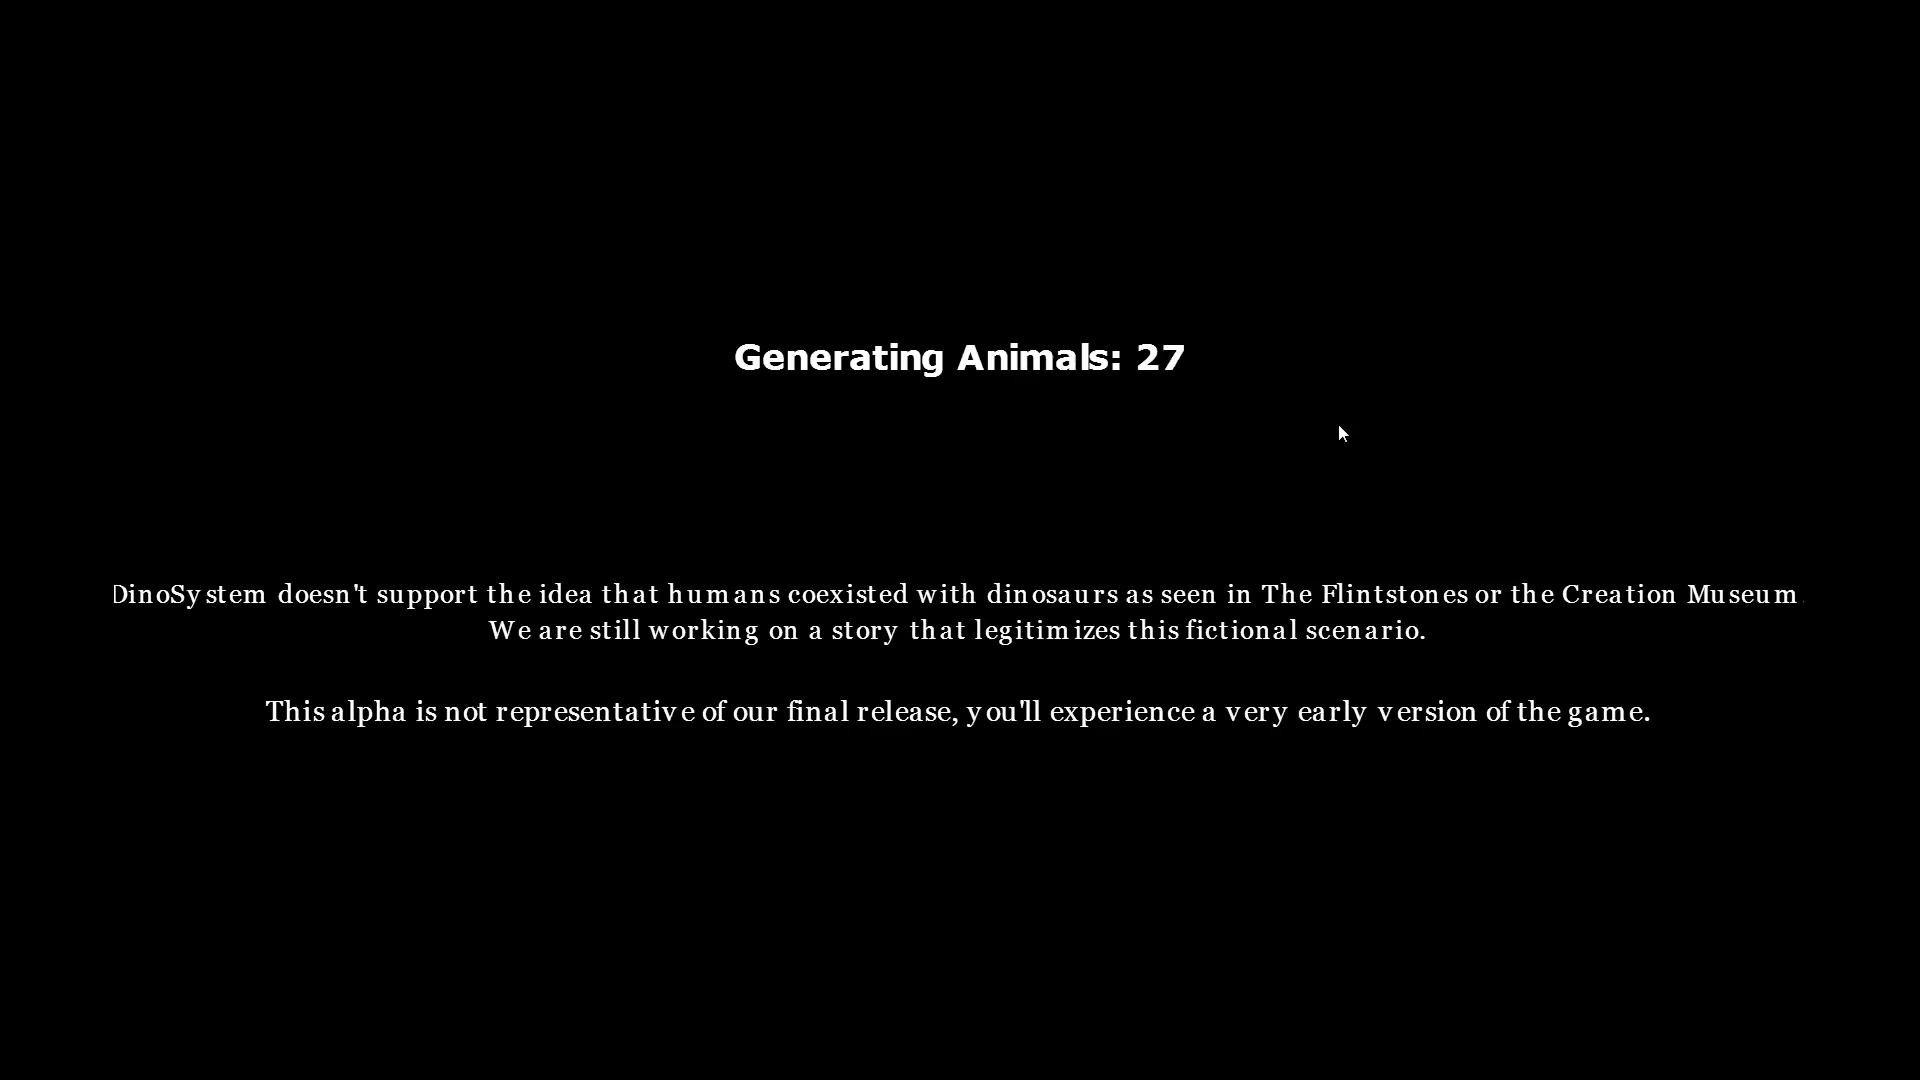 Generating Animals: 27
DinoSystem doesn't support the idea that humans coexisted with dinosaurs as seen in The Flintstones or the Creation Museum.
We are still working on a story that legitimizes this fictional scenario.
This alpha is not representative of our final release, you'll experience a very early version of the game.